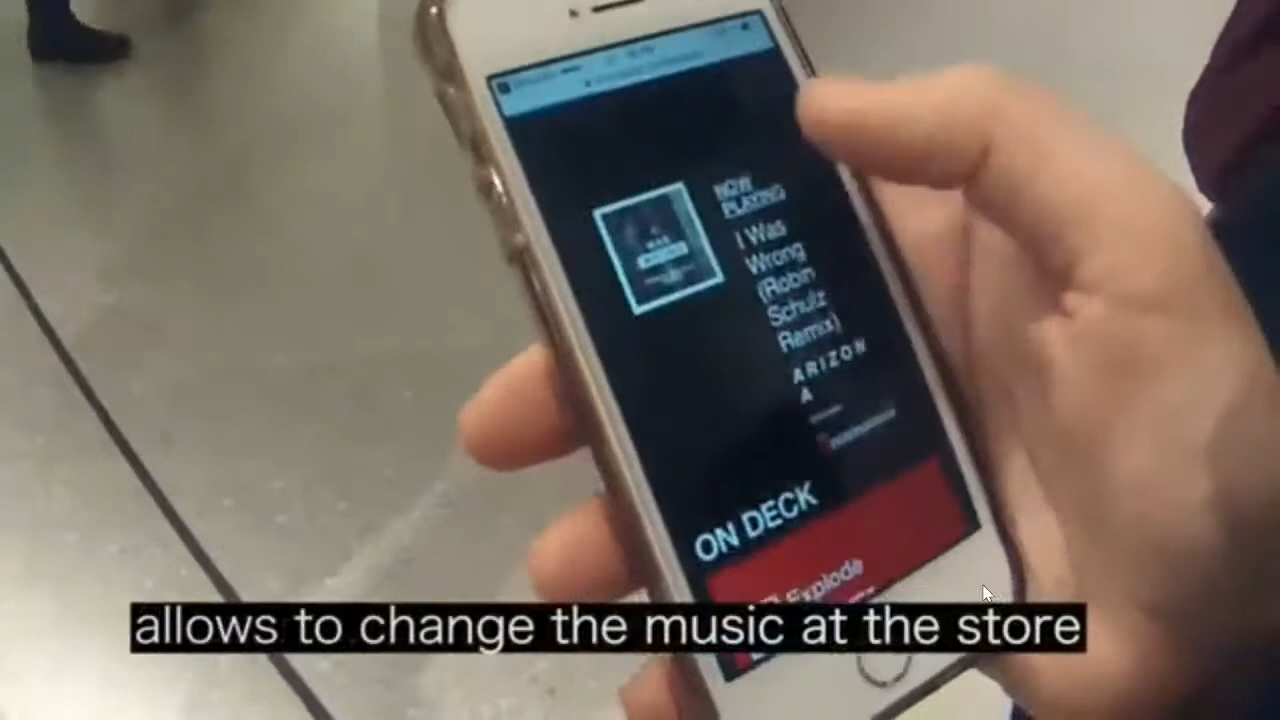 NOW
PLAYING
I Was
Wrong
(Robin
Schulz
Remix)
ARIZON
A
ON DECK
Explode
allows to change the music at the store